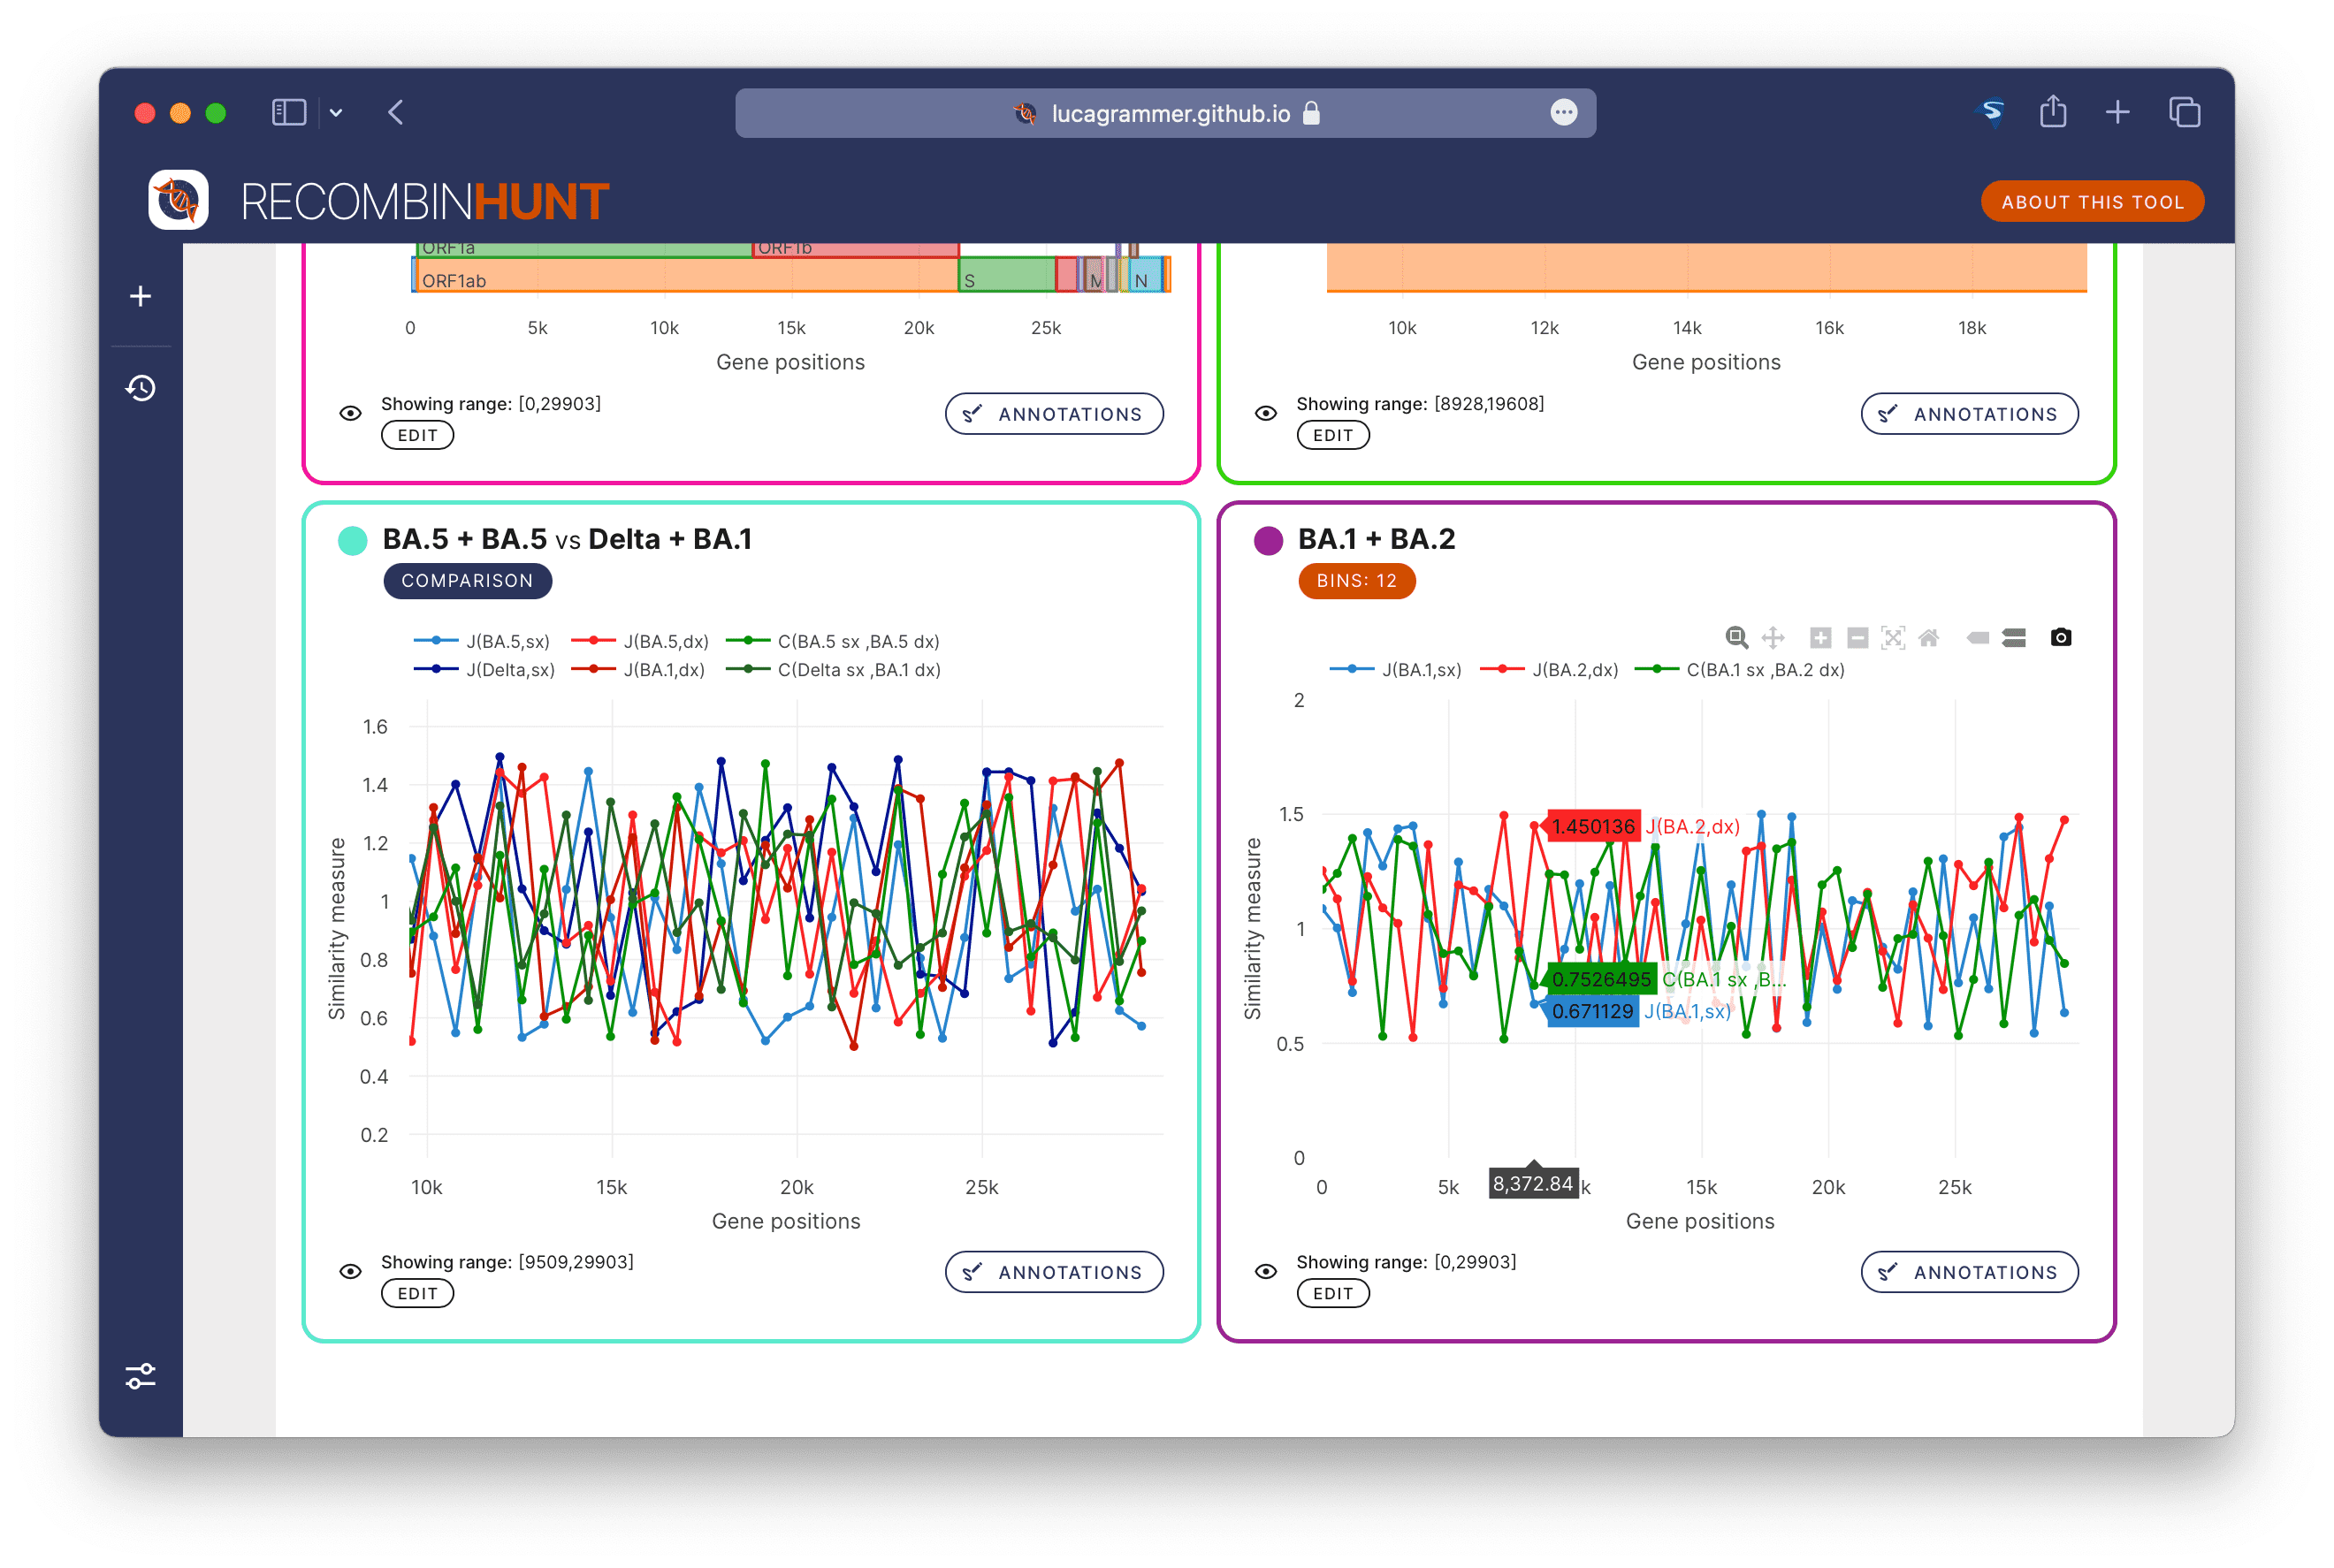 lucagrammer.github.io
RECOMBINHUNT
ABOUT THIS TOOL
ORF1a ORF1b
ORF1ab S M N
0 5k 10k 15k 20k 25k
Gene positions
Showing range: [0,29903]
EDIT
ANNOTATIONS
10k 12k 14k 16k 18k
Gene positions
Showing range: [8928,19608]
EDIT
ANNOTATIONS
BA.5 + BA.5 vs Delta + BA.1
COMPARISON
J(BA.5,sx) J(BA.5,dx) C(BA.5 sx ,BA.5 dx)
J(Delta,sx) J(BA.1,dx) C(Delta sx ,BA.1 dx)
1.6
1.4
1.2
1
0.8
0.6
0.4
0.2
Similarity measure
10k 15k 20k 25k
Gene positions
Showing range: [9509,29903]
EDIT
ANNOTATIONS
BA.1 + BA.2
BINS: 12
J(BA.1,sx) J(BA.2,dx) C(BA.1 sx ,BA.2 dx)
2
1.5
1
0.5
0
Similarity measure
1.450136 J(BA.2,dx)
0.7526495 C(BA.1 sx ,B...
0.671129 J(BA.1,sx)
0 5k 8,372.84 k 15k 20k 25k
Gene positions
Showing range: [0,29903]
EDIT
ANNOTATIONS